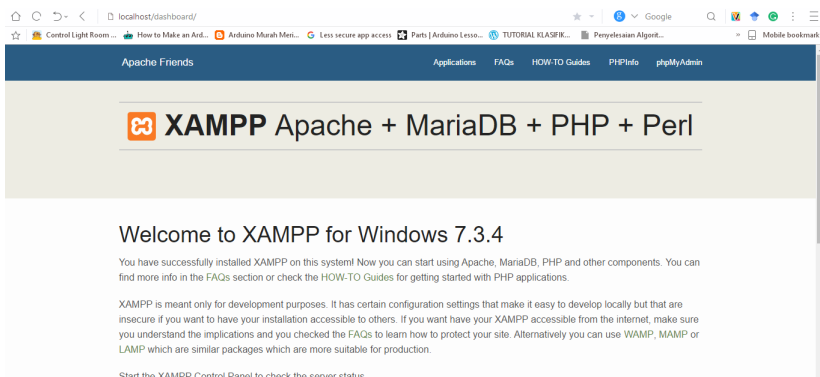 localhost/dashboard/
Google
Control Light Room ... How to Make an Ard... Arduino Murah Meri... Less secure app access Parts | Arduino Lesso... TUTORIAL KLASIFIK... Penyelesaian Algorit... » Mobile bookmark
Apache Friends Applications FAQs HOW-TO Guides PHPInfo phpMyAdmin
XAMPP Apache + MariaDB + PHP + Perl
Welcome to XAMPP for Windows 7.3.4
You have successfully installed XAMPP on this system! Now you can start using Apache, MariaDB, PHP and other components. You can
find more info in the FAQs section or check the HOW-TO Guides for getting started with PHP applications.
XAMPP is meant only for development purposes. It has certain configuration settings that make it easy to develop locally but that are
insecure if you want to have your installation accessible to others. If you want have your XAMPP accessible from the internet, make sure
you understand the implications and you checked the FAQs to learn how to protect your site. Alternatively you can use WAMP, MAMP or
LAMP which are similar packages which are more suitable for production.
Start the XAMPP Control Panel to check the server status.